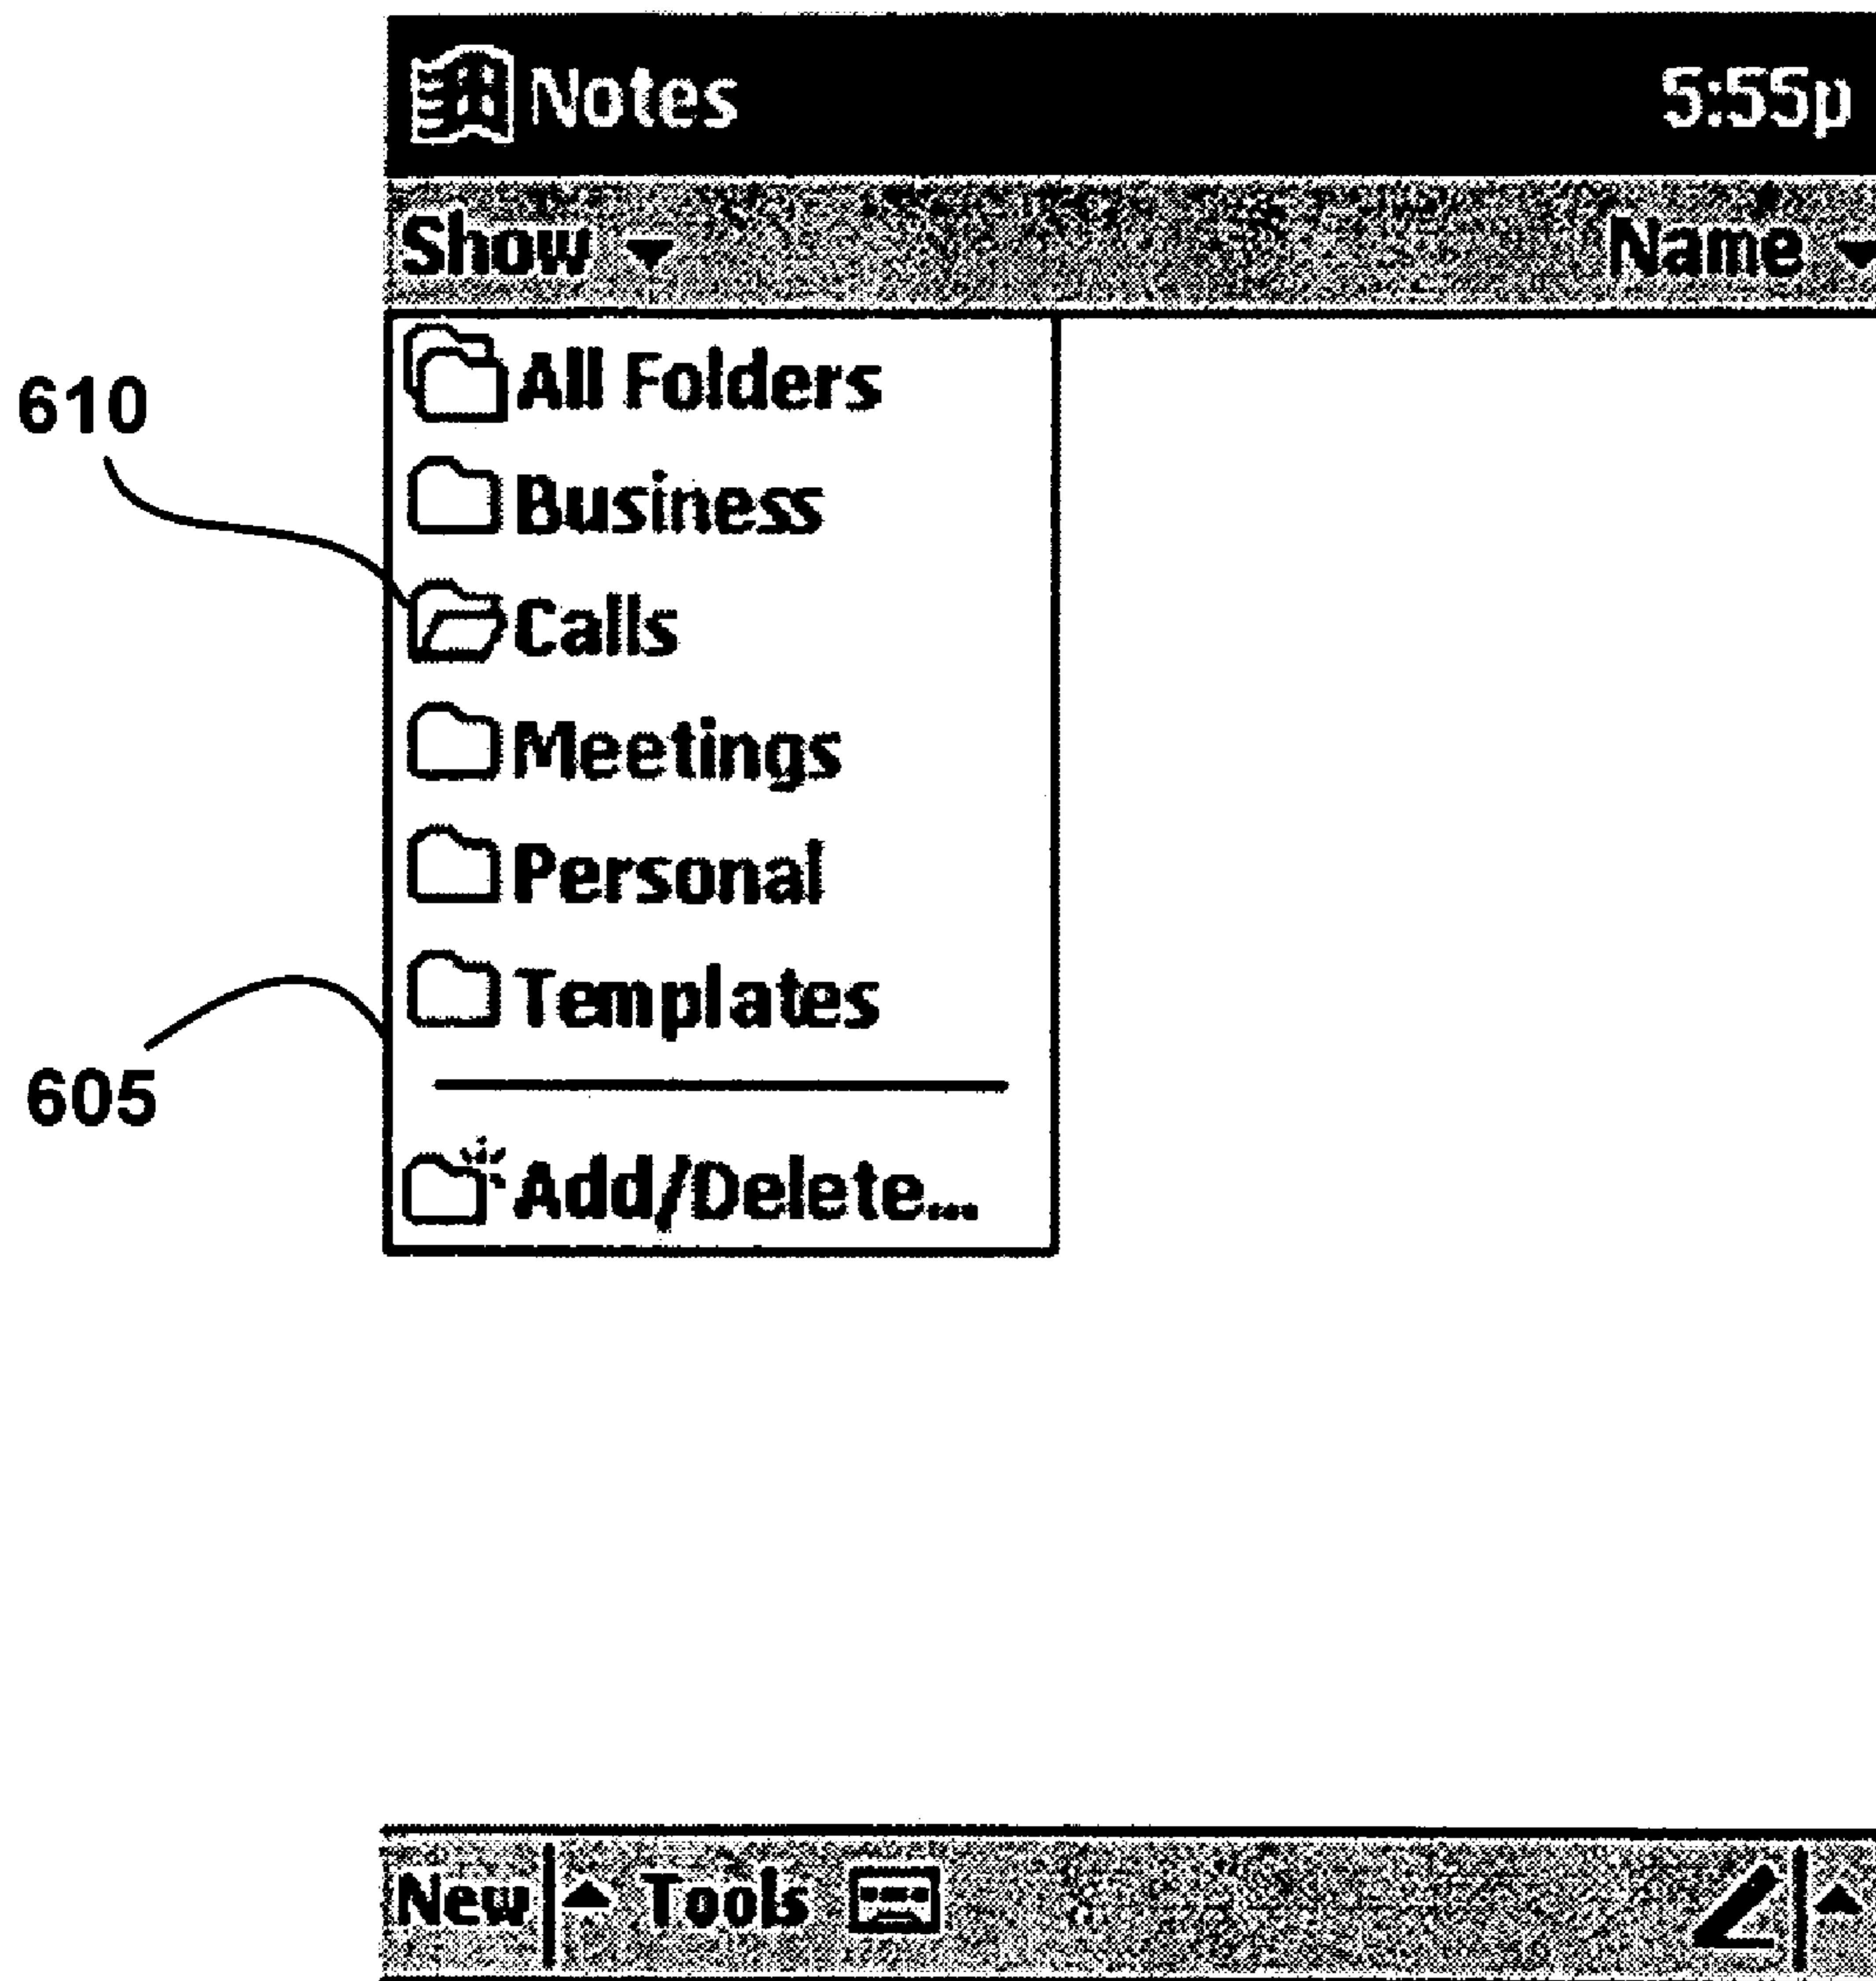 Notes 5:55p
Show Name
All Folders
610
Business
Calls
Meetings
Personal
Templates
605
Add/Delete...
New Tools